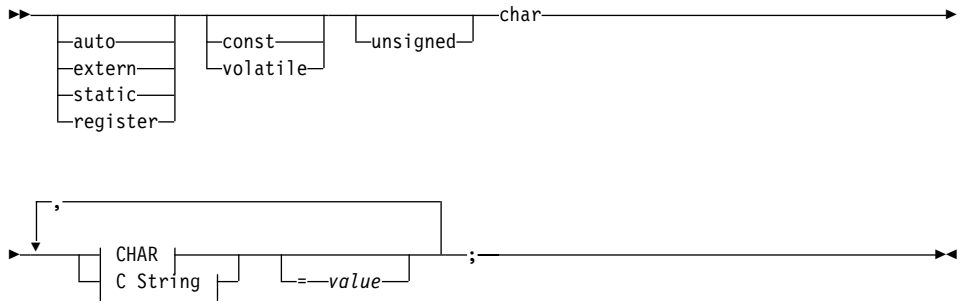 char
auto const unsigned
extern volatile
static
register
,
CHAR ;
C String = value